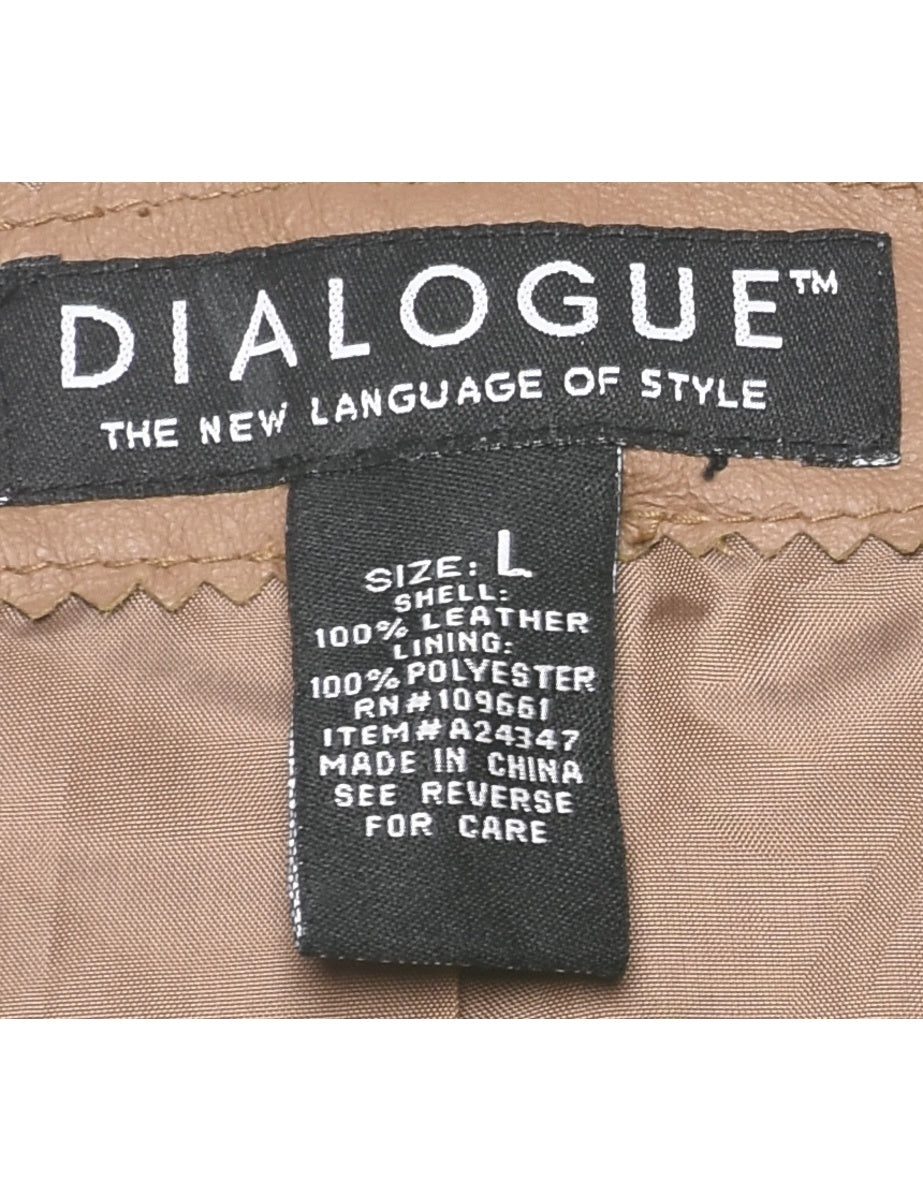 DIALOGUE™
THE NEW LANGUAGE OF STYLE
SIZE: L
SHELL:
100% LEATHER
LINING:
100% POLYESTER
RN#109661
ITEM#A24347
MADE IN CHINA
SEE REVERSE
FOR CARE